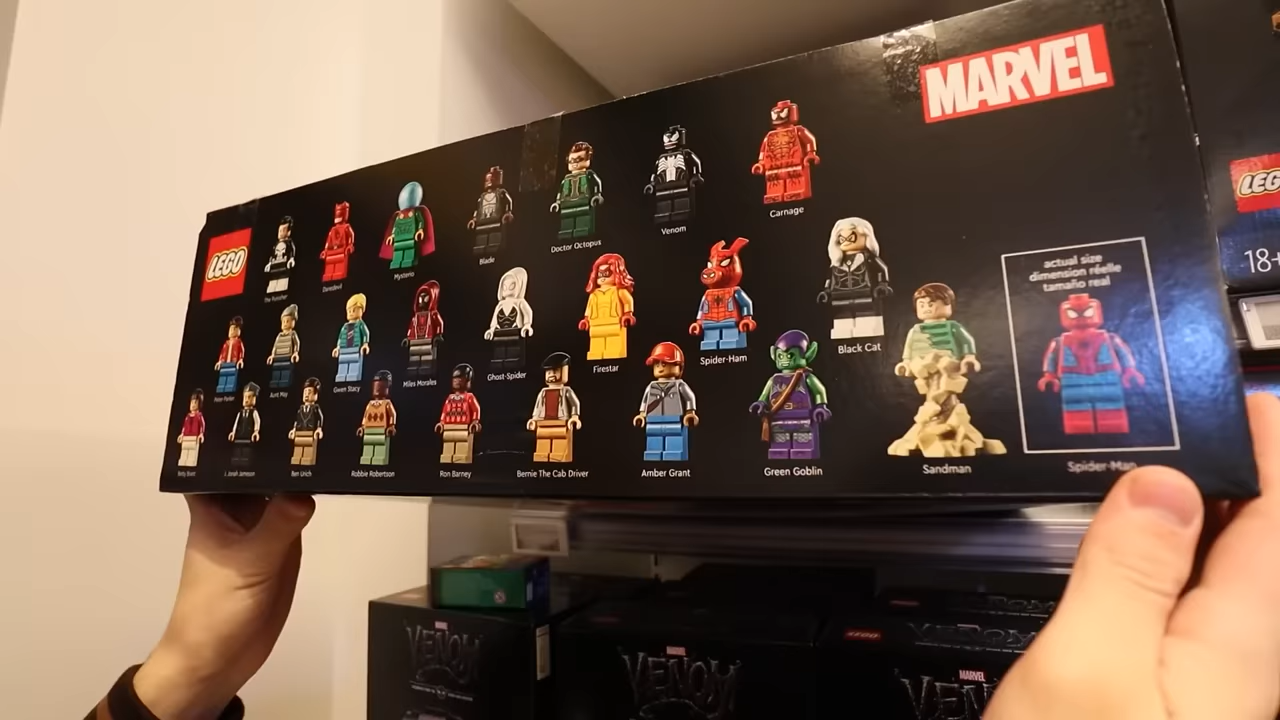 MARVEL
LEGO
The Punisher
Daredevil
Mysterio
Blade
Doctor Octopus
Venom
Carnage
Peter Parker
Aunt May
Gwen Stacy
Miles Morales
Ghost-Spider
Firestar
Spider-Ham
Black Cat
actual size
dimension réelle
tamaño real
Betty Brant
J. Jonah Jameson
Ben Urich
Robbie Robertson
Ron Barney
Bernie The Cab Driver
Amber Grant
Green Goblin
Sandman
Spider-Man
18+
VENOM
MARVEL
VENOM
LEGO
VENOM
MARVEL
VENOM